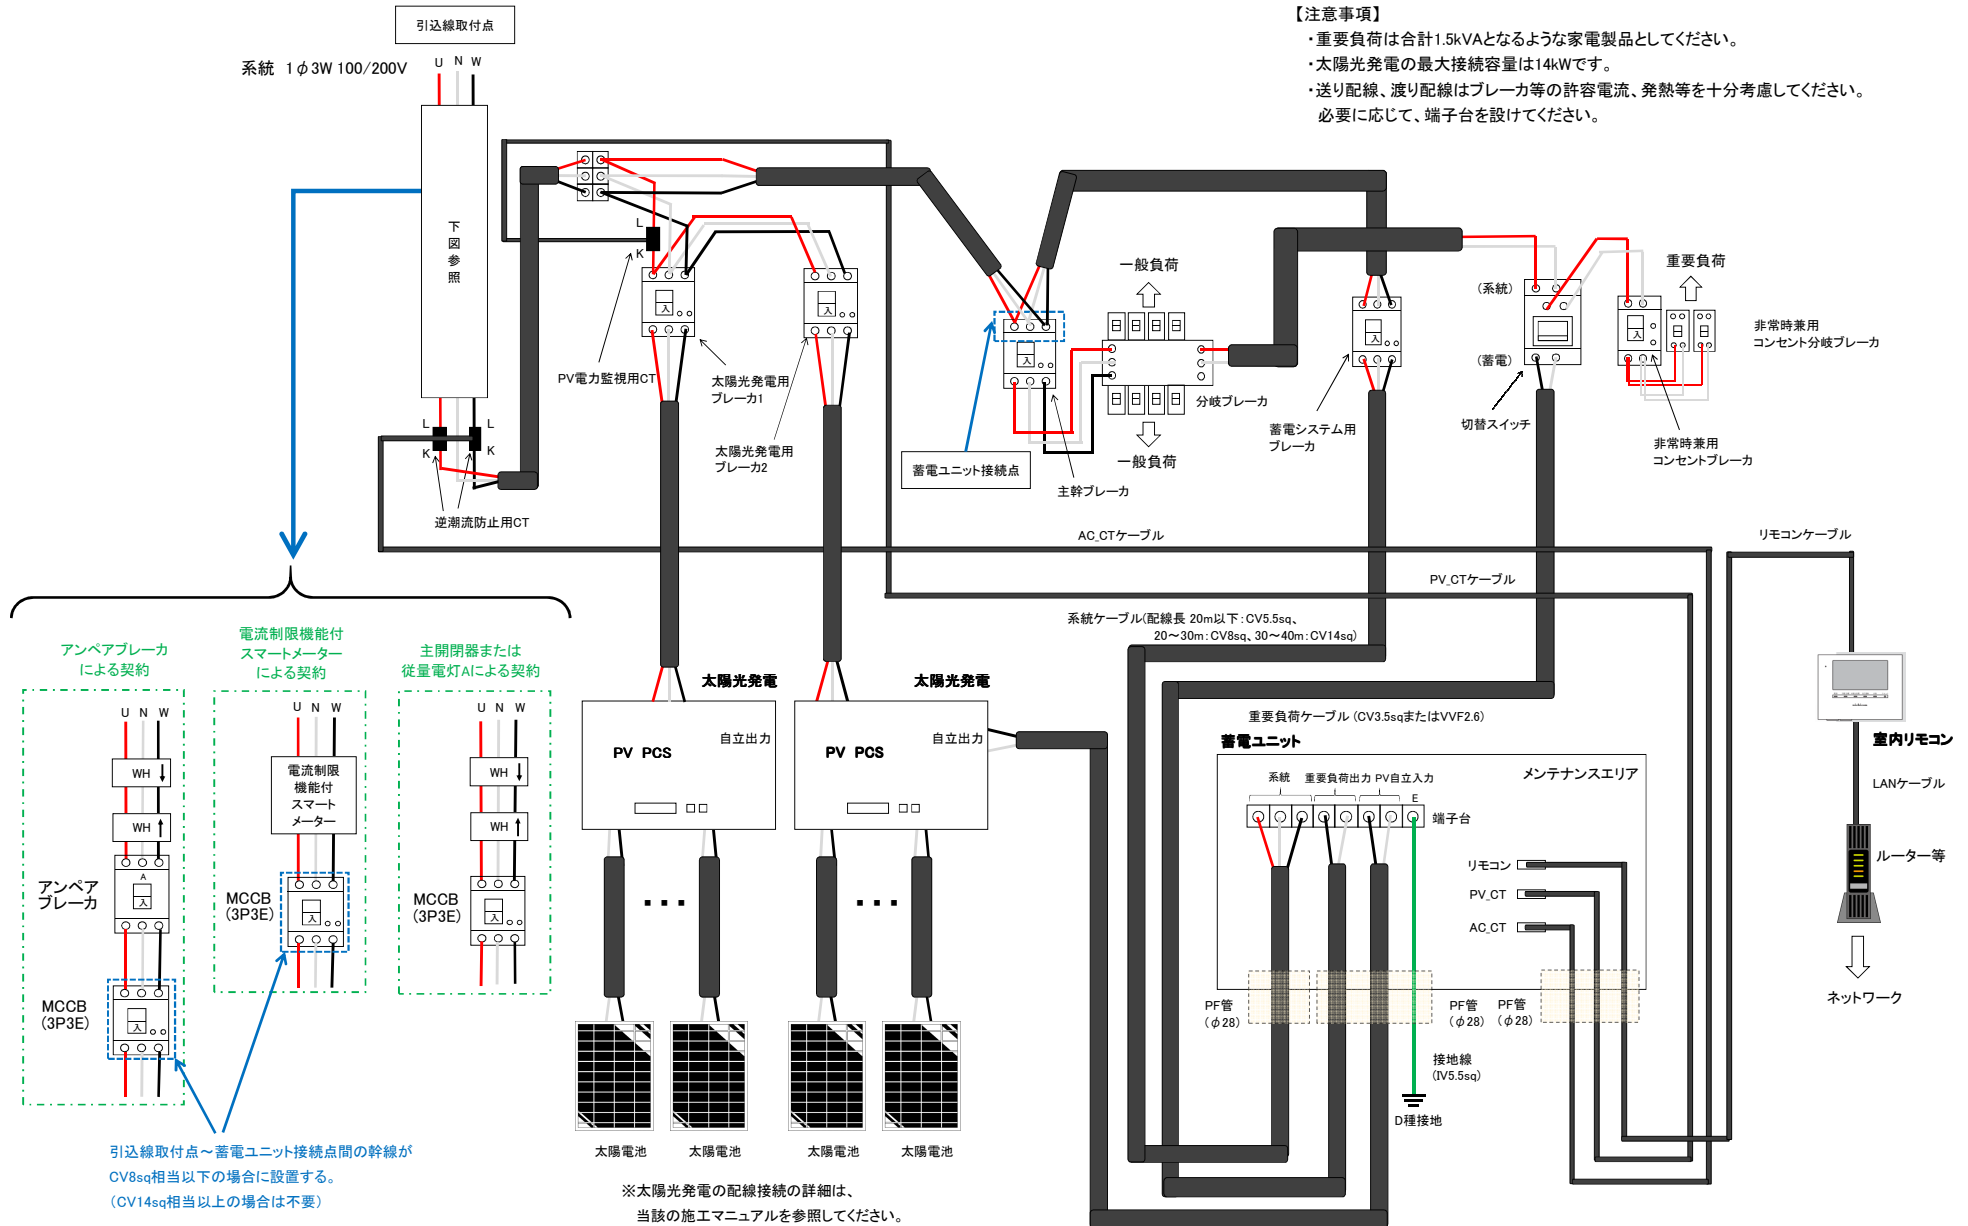 引込線取付点
系統 1φ3W 100/200V
U N W
【注意事項】
・重要負荷は合計1.5kVAとなるような家電製品としてください。
・太陽光発電の最大接続容量は14kWです。
・送り配線、渡り配線はブレーカ等の許容電流、発熱等を十分考慮してください。
必要に応じて、端子台を設けてください。
下図参照
L
K
L
K
L
K
逆潮流防止用CT
PV電力監視用CT
入
太陽光発電用
ブレーカ1
入
太陽光発電用
ブレーカ2
蓄電ユニット接続点
入
主幹ブレーカ
一般負荷
一般負荷
分岐ブレーカ
入
蓄電システム用
ブレーカ
(系統)
(蓄電)
切替スイッチ
入
重要負荷
非常時兼用
コンセント分岐ブレーカ
非常時兼用
コンセントブレーカ
AC_CTケーブル
PV_CTケーブル
リモコンケーブル
系統ケーブル(配線長 20m以下:CV5.5sq、
20~30m:CV8sq、30~40m:CV14sq)
重要負荷ケーブル (CV3.5sqまたはVVF2.6)
アンペアブレーカ
による契約
U N W
WH
WH
A
入
アンペア
ブレーカ
MCCB
(3P3E)
入
電流制限機能付
スマートメーター
による契約
U N W
電流制限
機能付
スマート
メーター
MCCB
(3P3E)
入
主開閉器または
従量電灯Aによる契約
U N W
WH
WH
MCCB
(3P3E)
入
引込線取付点~蓄電ユニット接続点間の幹線が
CV8sq相当以下の場合に設置する。
(CV14sq相当以上の場合は不要)
太陽光発電
PV PCS
自立出力
太陽光発電
PV PCS
自立出力
太陽電池
太陽電池
太陽電池
太陽電池
※太陽光発電の配線接続の詳細は、
当該の施工マニュアルを参照してください。
蓄電ユニット
メンテナンスエリア
系統 重要負荷出力 PV自立入力
E
端子台
リモコン
PV_CT
AC_CT
PF管
(φ28)
PF管
(φ28)
PF管
(φ28)
接地線
(IV5.5sq)
D種接地
室内リモコン
LANケーブル
ルーター等
ネットワーク